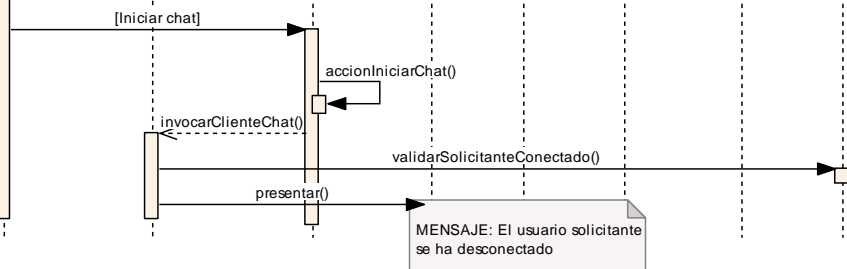 [Iniciar chat]
accionIniciarChat()
invocarClienteChat()
validarSolicitanteConectado()
presentar()
MENSAJE: El usuario solicitante
se ha desconectado